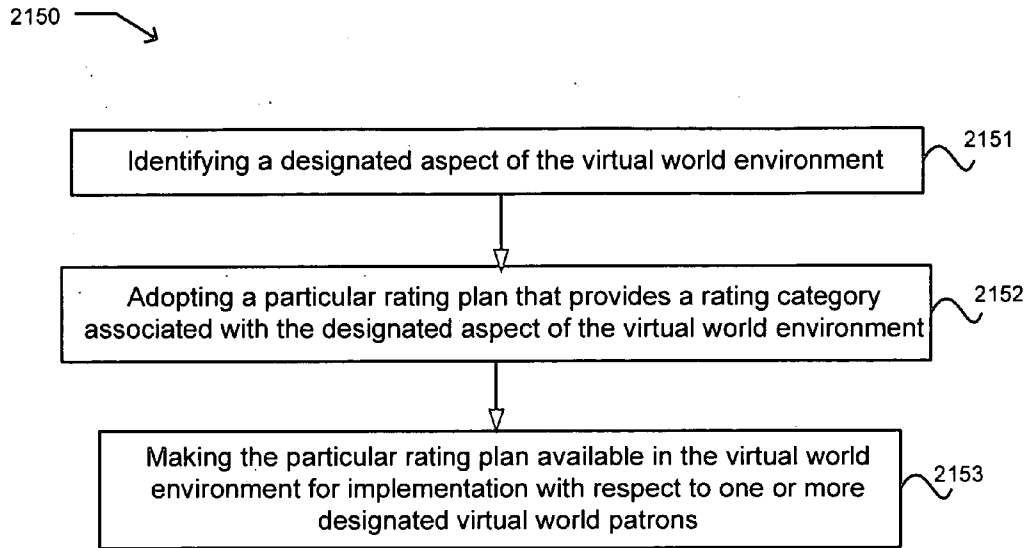 2150
Identifying a designated aspect of the virtual world environment
2151
Adopting a particular rating plan that provides a rating category
associated with the designated aspect of the virtual world environment
2152
Making the particular rating plan available in the virtual world
environment for implementation with respect to one or more
designated virtual world patrons
2153